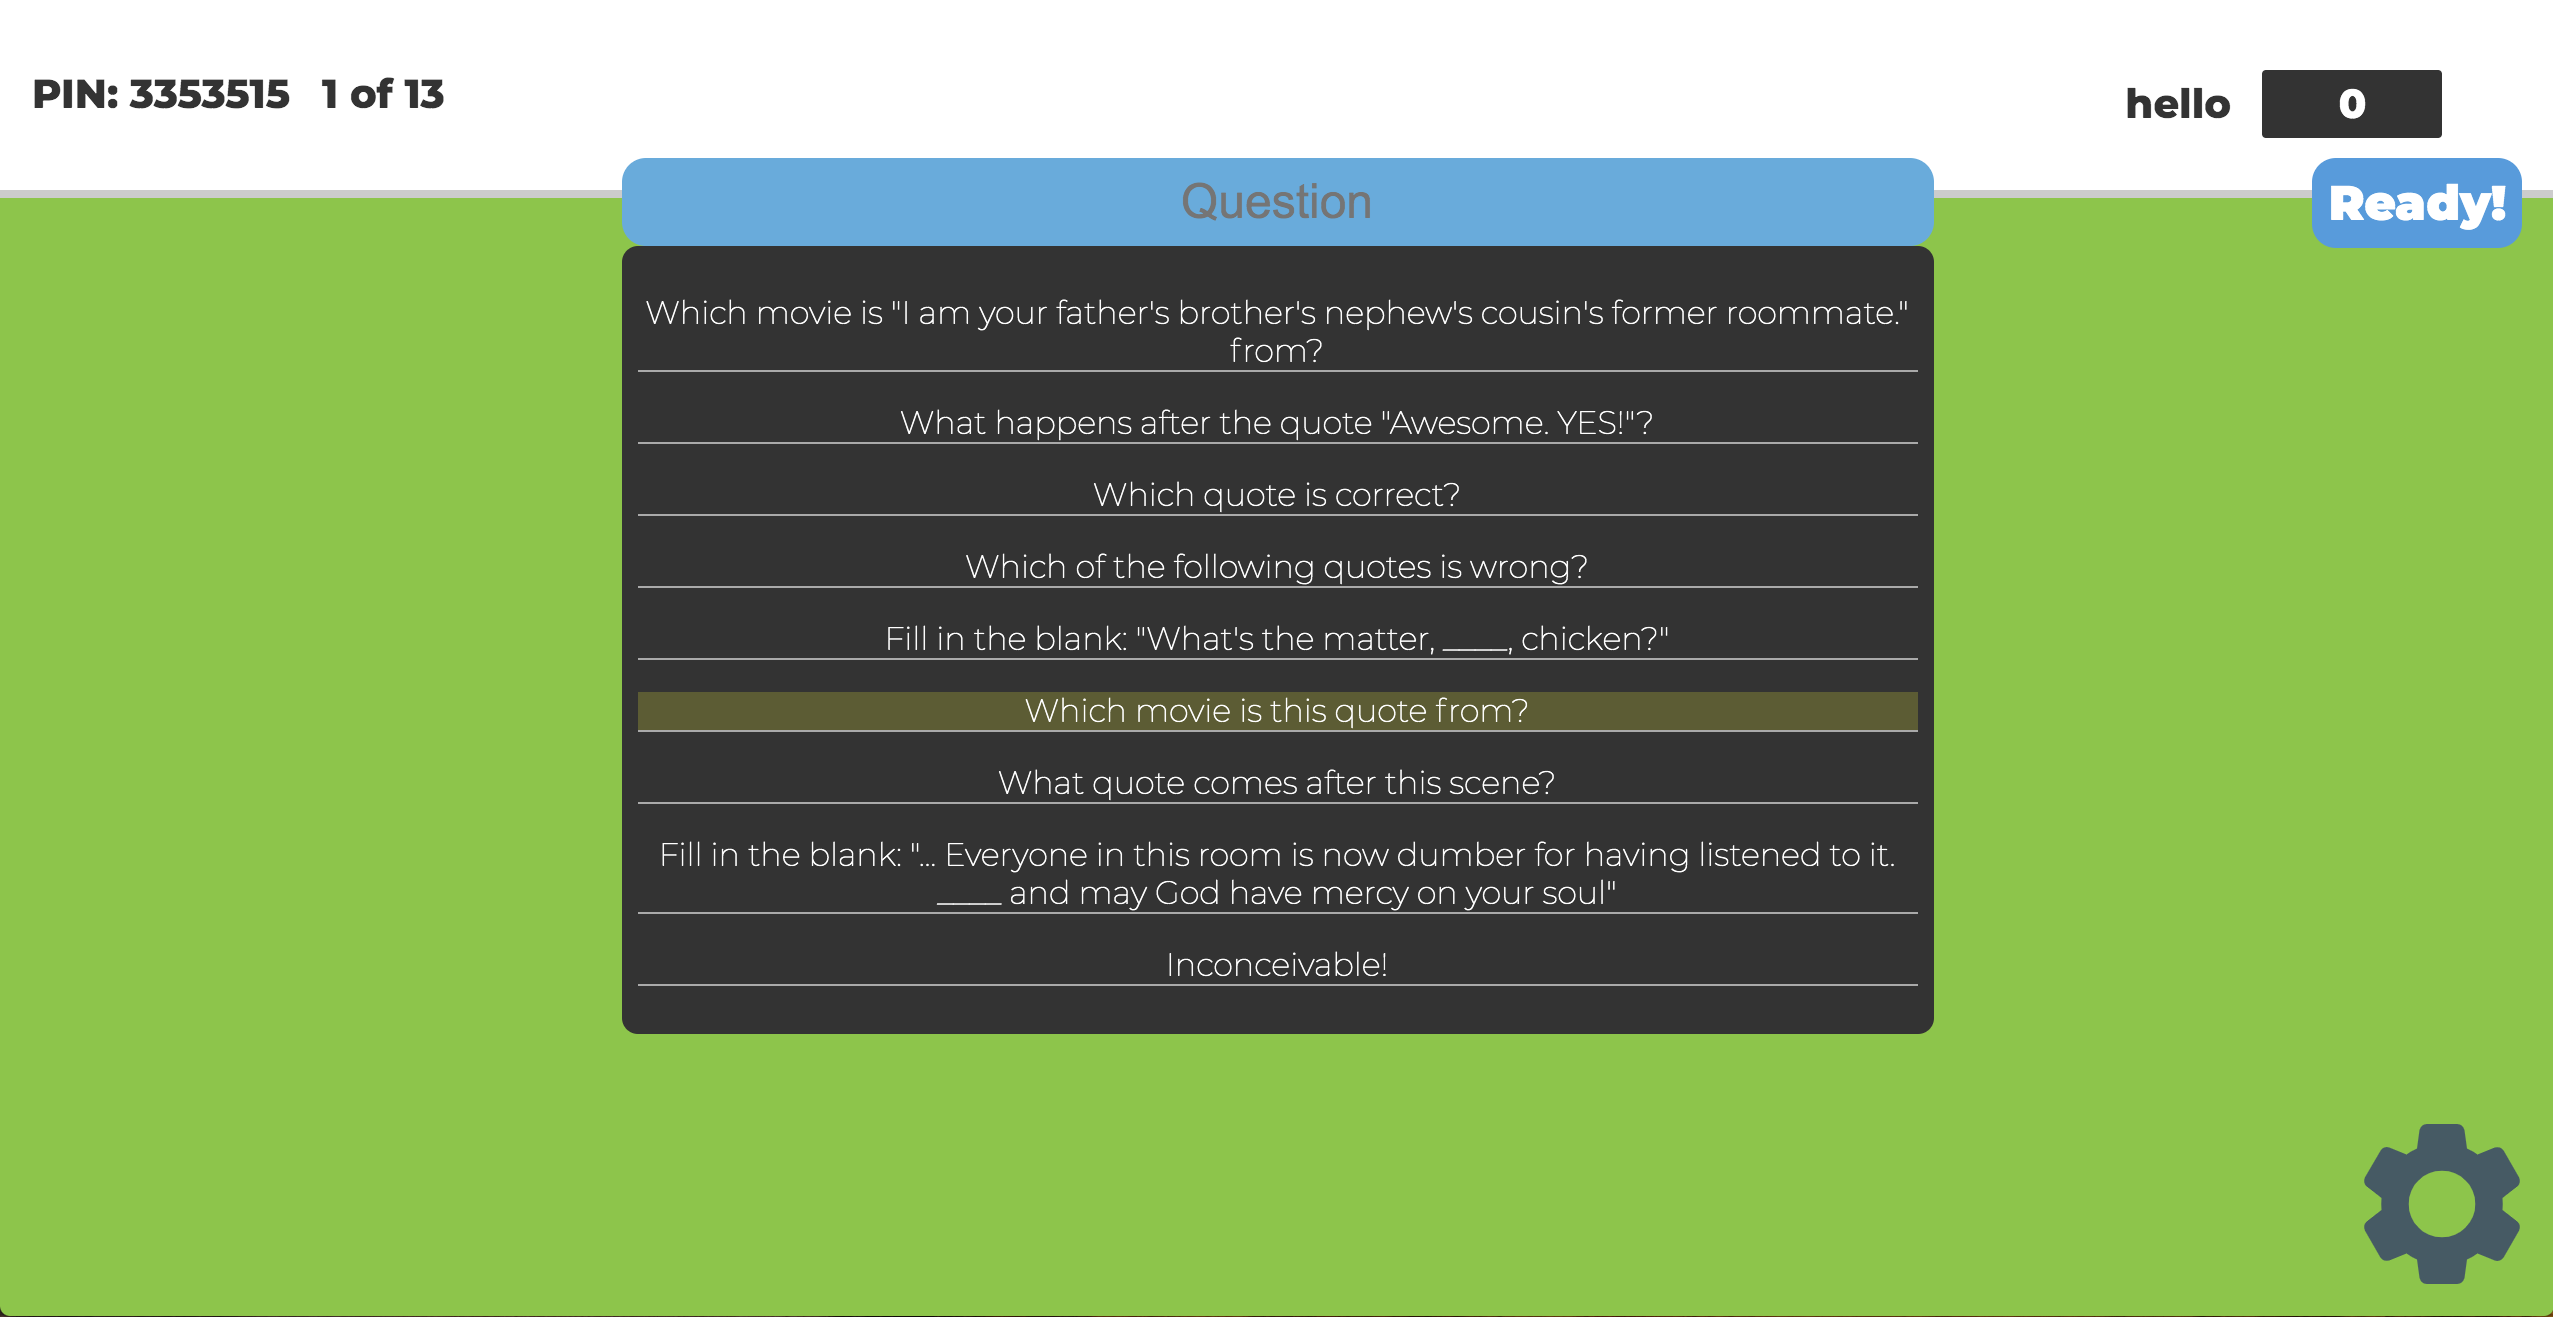 PIN: 3353515 1 of 13
hello 0
Question
Ready!
Which movie is "I am your father's brother's nephew's cousin's former roommate."
from?
What happens after the quote "Awesome. YES!"?
Which quote is correct?
Which of the following quotes is wrong?
Fill in the blank: "What's the matter, ____, chicken?"
Which movie is this quote from?
What quote comes after this scene?
Fill in the blank: "... Everyone in this room is now dumber for having listened to it.
____ and may God have mercy on your soul"
Inconceivable!